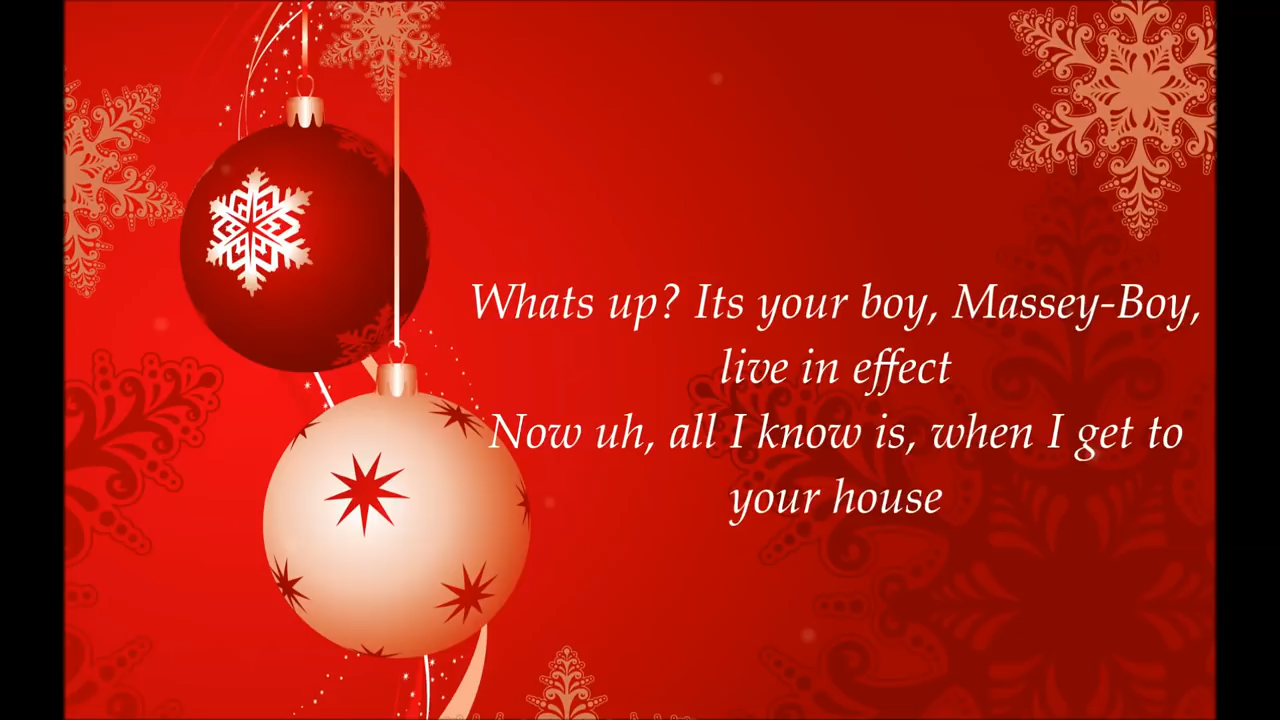 Whats up? Its your boy, Massey-Boy,
live in effect
Now uh, all I know is, when I get to
your house